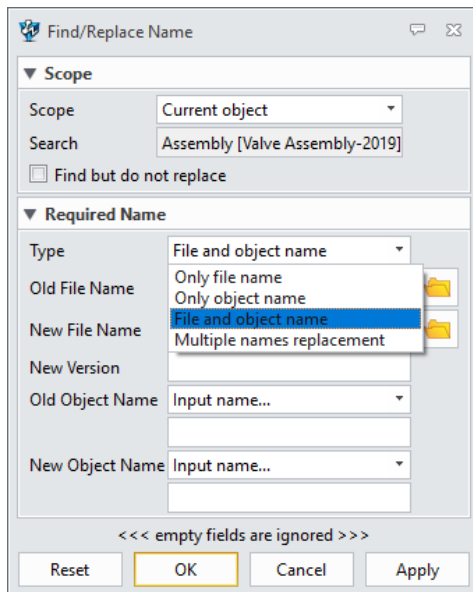 Find/Replace Name
Scope
Scope Current object
Search Assembly [Valve Assembly-2019]
Find but do not replace
Required Name
Type File and object name
Only file name
Old File Name
Only object name
File and object name
New File Name
Multiple names replacement
New Version
Old Object Name Input name...
New Object Name Input name...
<<< empty fields are ignored >>>
Reset OK Cancel Apply